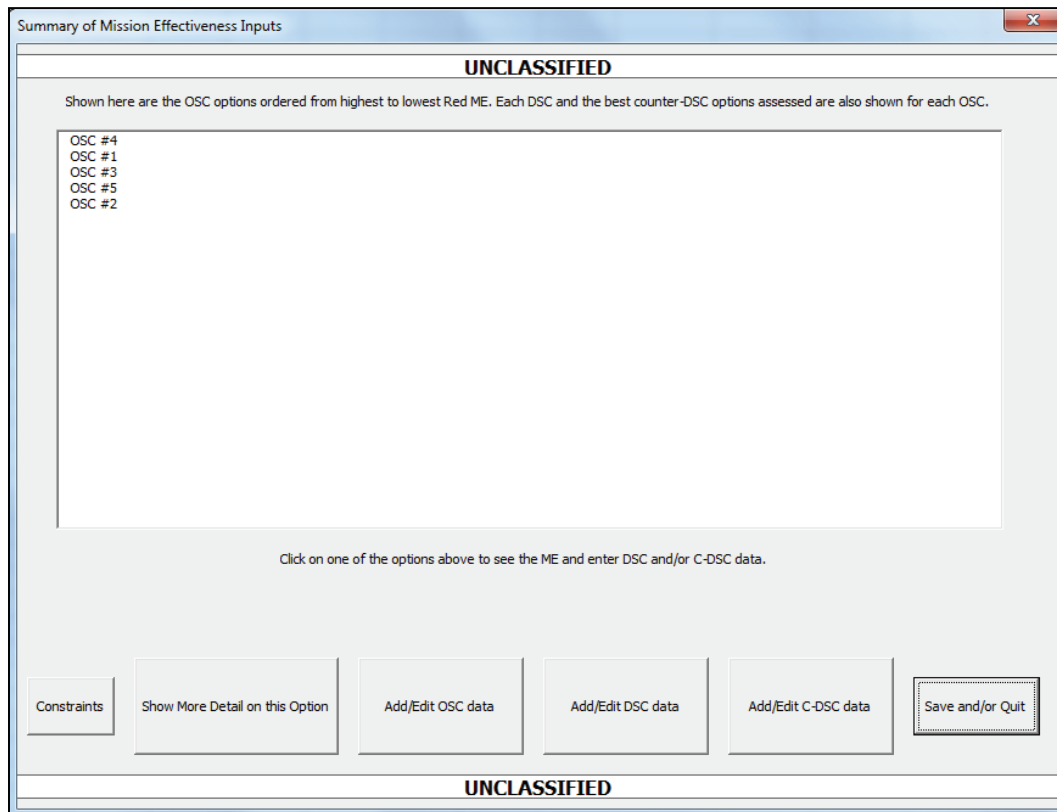 Summary of Mission Effectiveness Inputs
X
UNCLASSIFIED
Shown here are the OSC options ordered from highest to lowest Red ME. Each DSC and the best counter-DSC options assessed are also shown for each OSC.
OSC #4
OSC #1
OSC #3
OSC #5
OSC #2
Click on one of the options above to see the ME and enter DSC and/or C-DSC data.
Constraints
Show More Detail on this Option
Add/Edit OSC data
Add/Edit DSC data
Add/Edit C-DSC data
Save and/or Quit
UNCLASSIFIED